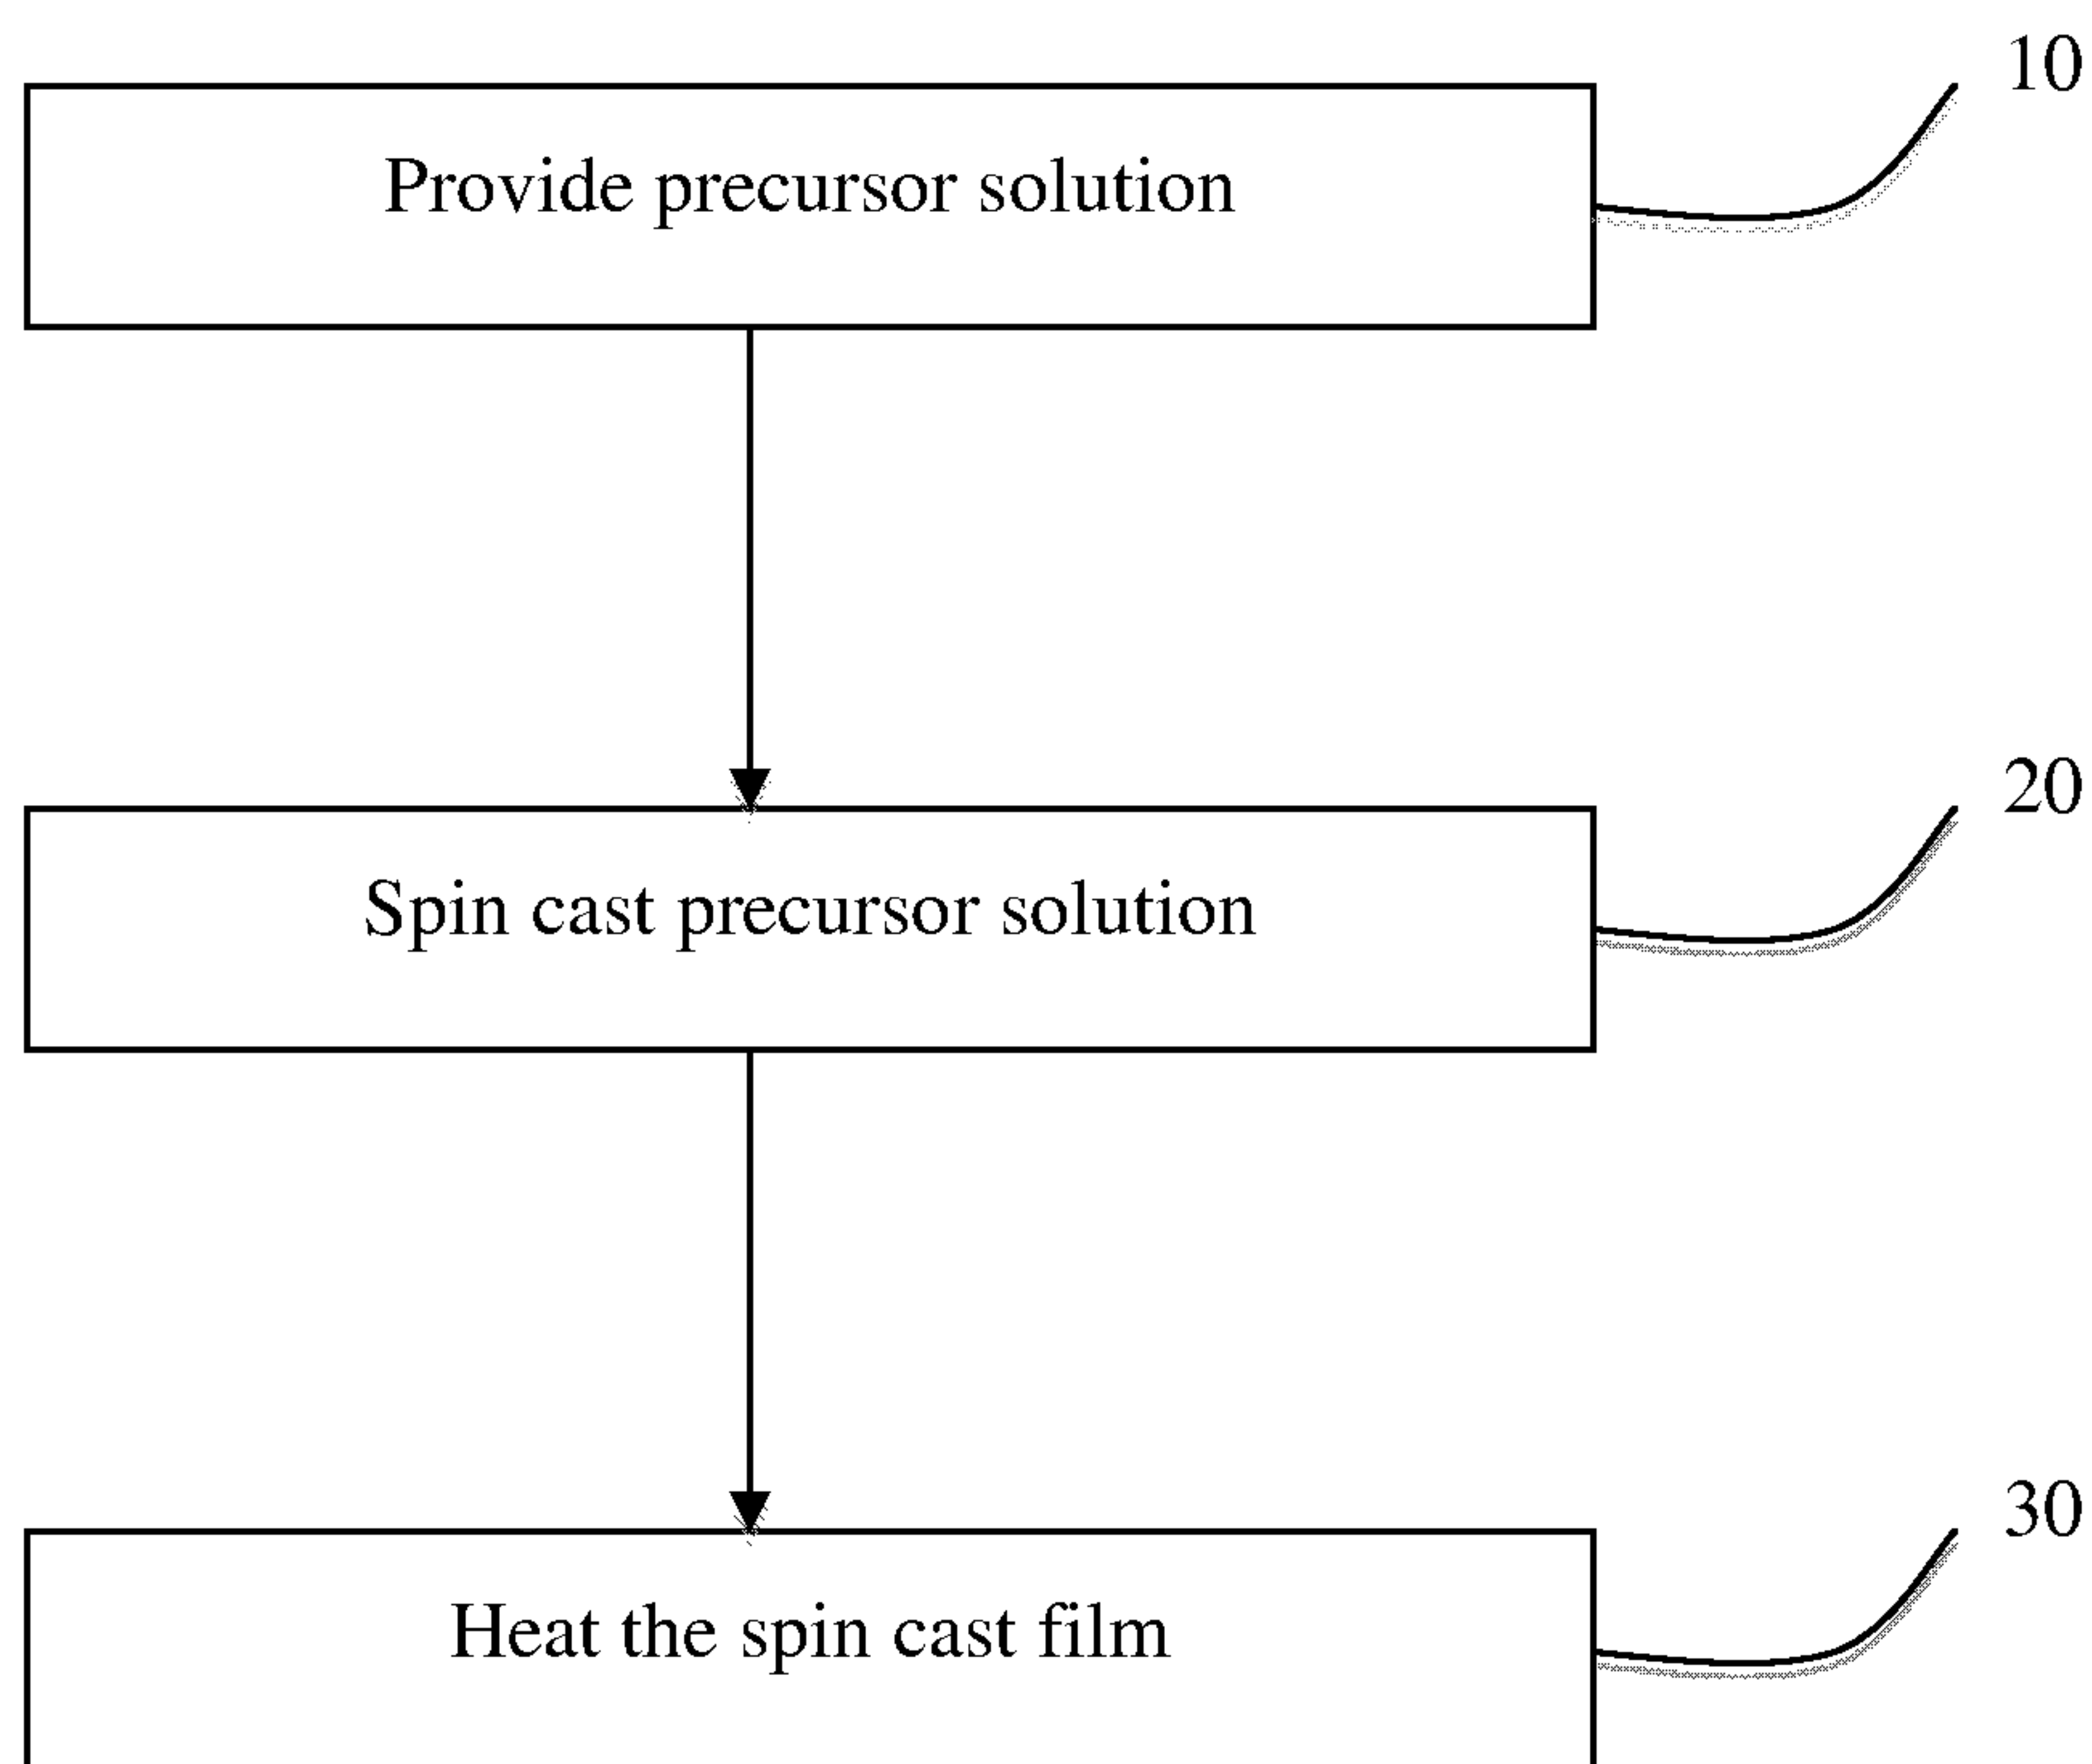 10
Provide precursor solution
20
Spin cast precursor solution
30
Heat the spin cast film